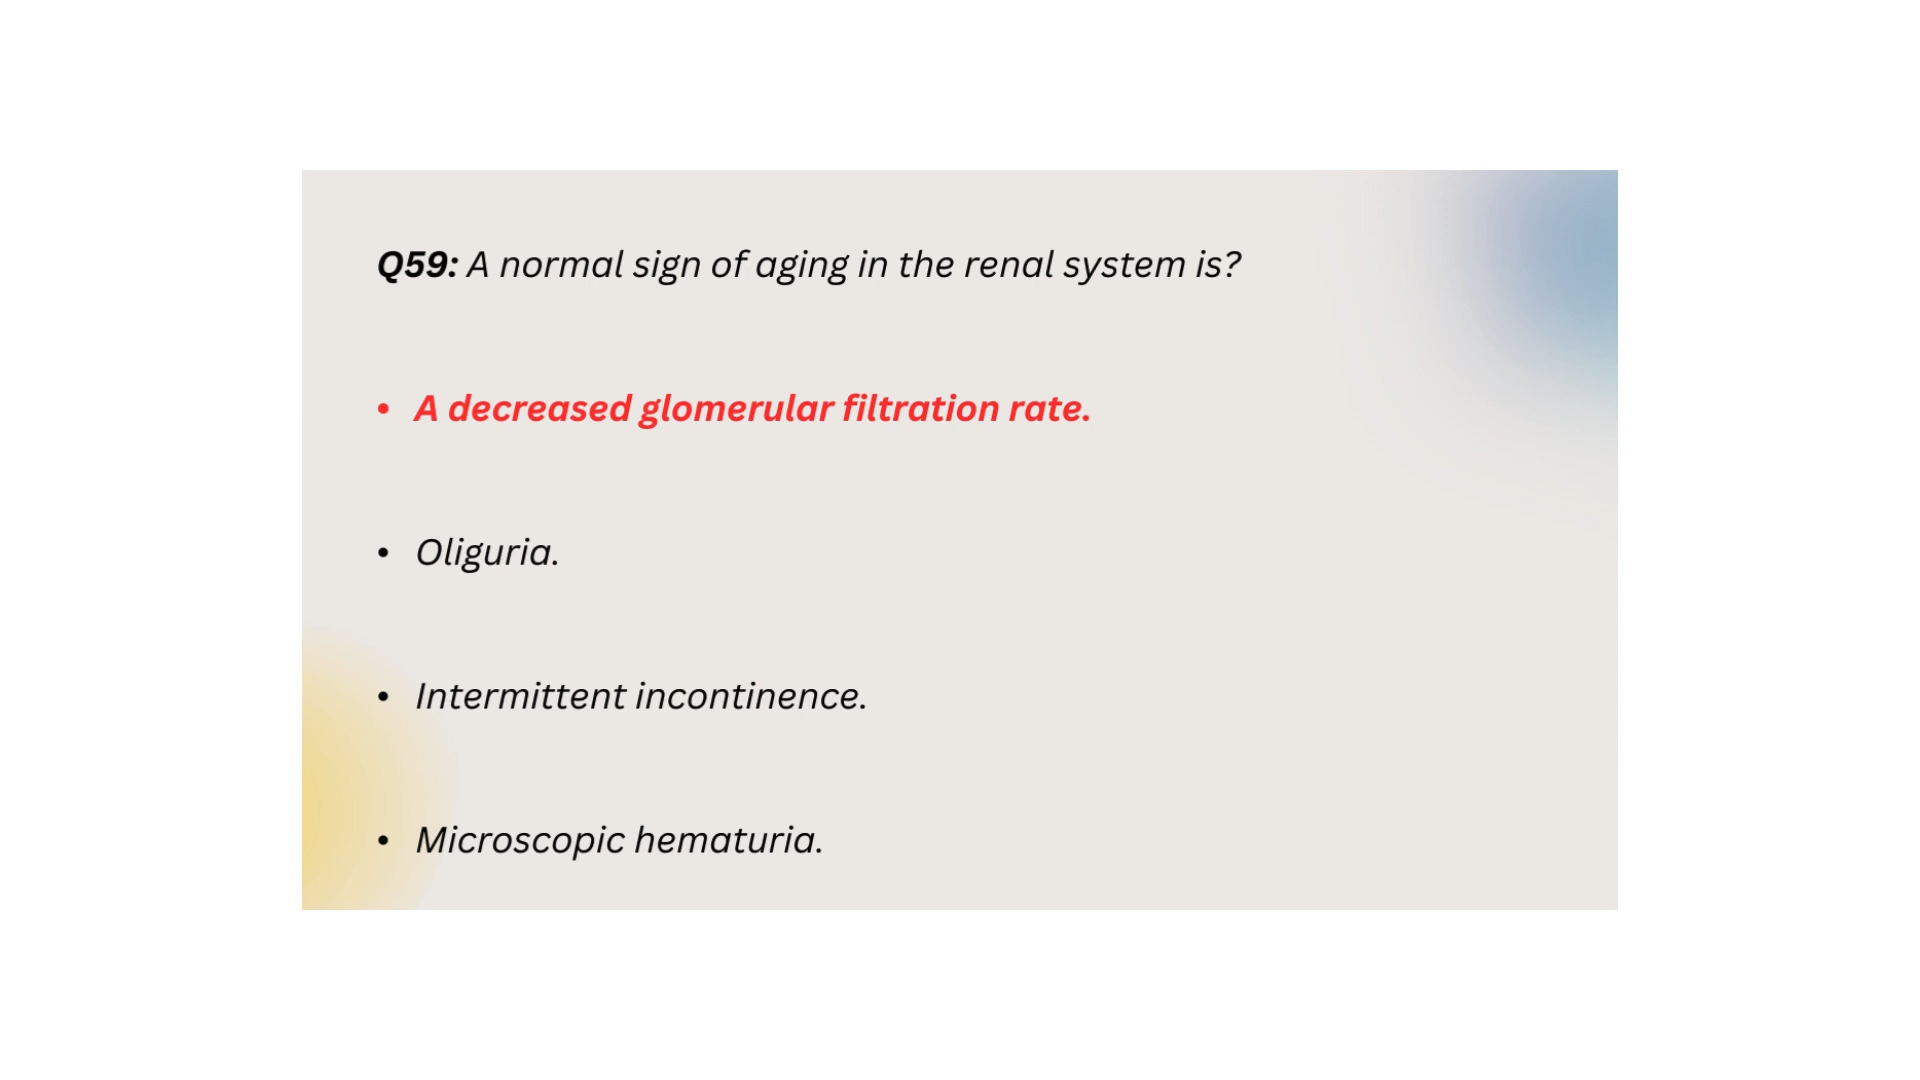 Q59: A normal sign of aging in the renal system is?
• A decreased glomerular filtration rate.
• Oliguria.
• Intermittent incontinence.
• Microscopic hematuria.